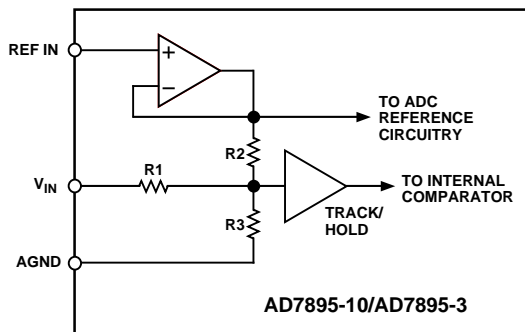 REF IN
+
−
TO ADC
REFERENCE
CIRCUITRY
R2
R1
VIN
TO INTERNAL
COMPARATOR
TRACK/
HOLD
R3
AGND
AD7895-10/AD7895-3